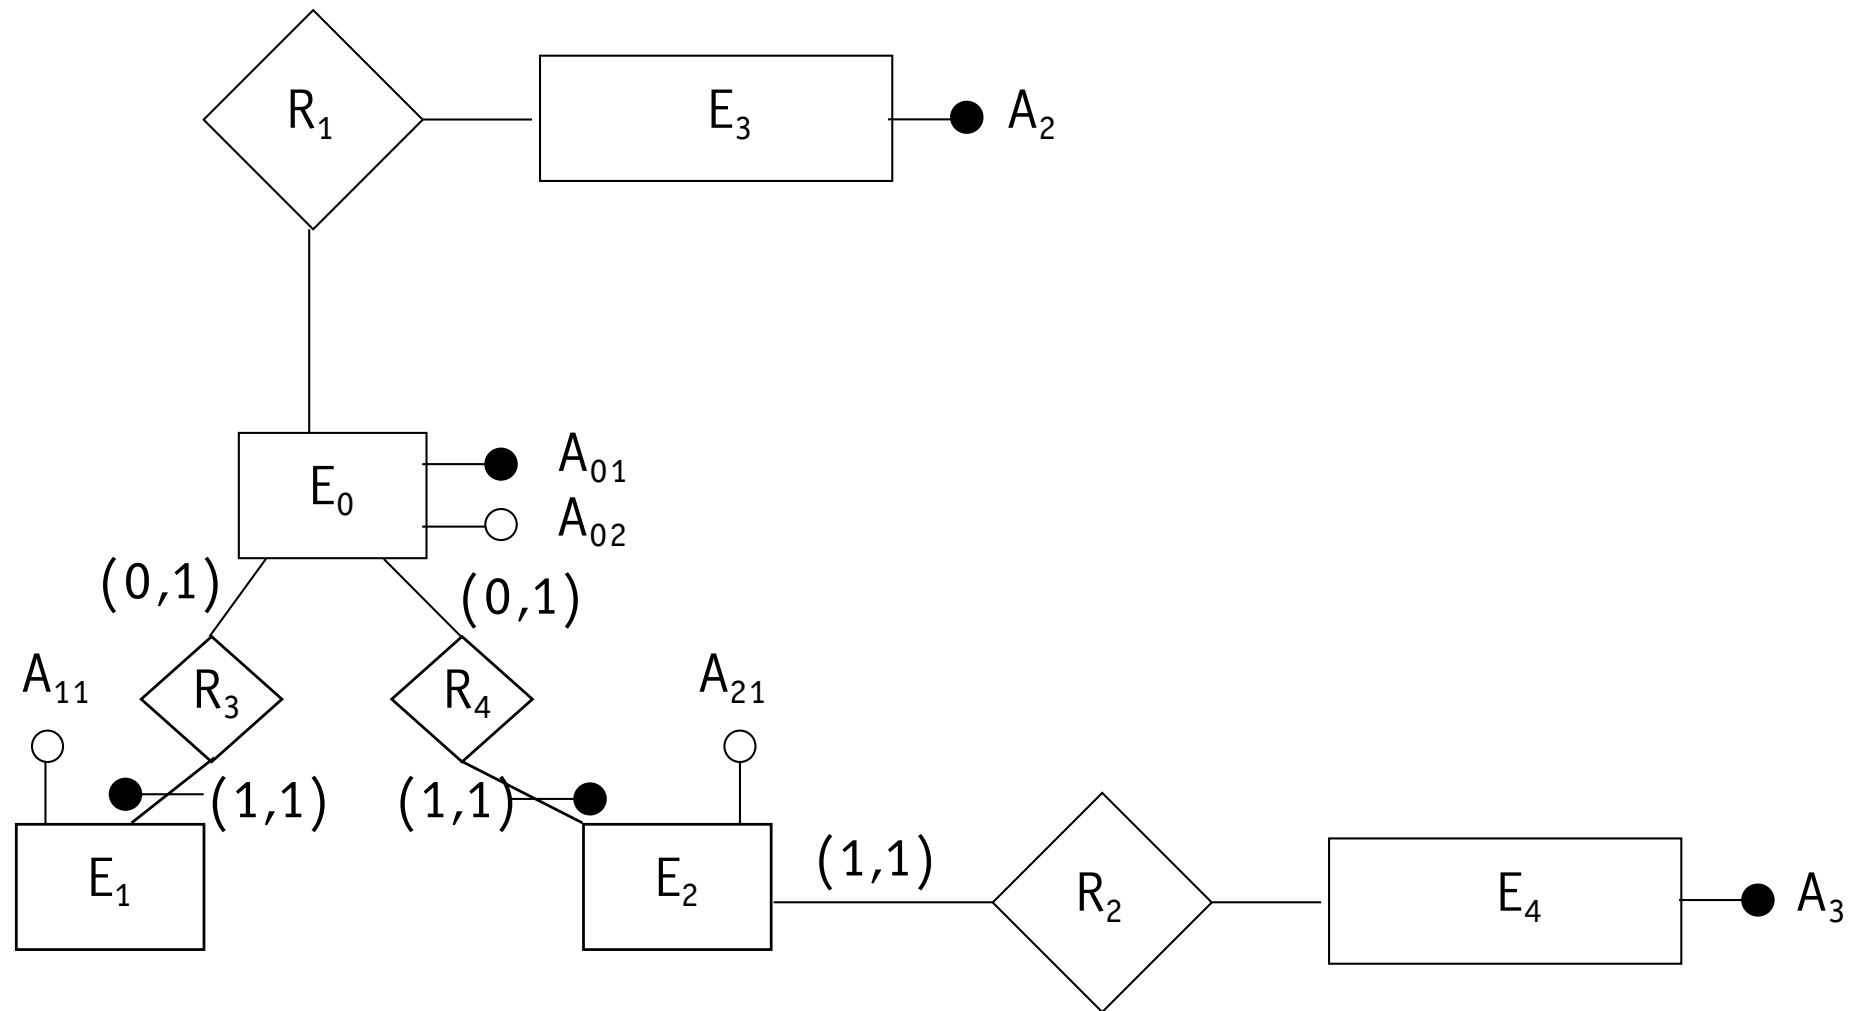 R₁ E₃ A₂
E₀ A₀₁
A₀₂
(0,1) (0,1)
A₁₁ R₃ R₄ A₂₁
(1,1) (1,1)
E₁ E₂ (1,1) R₂ E₄ A₃